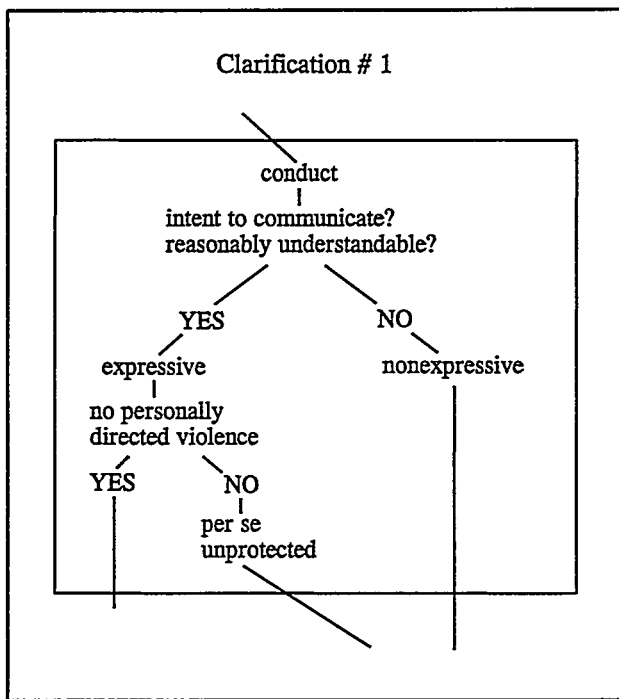 Clarification # 1
conduct
intent to communicate?
reasonably understandable?
YES
NO
expressive
nonexpressive
no personally
directed violence
YES
NO
per se
unprotected